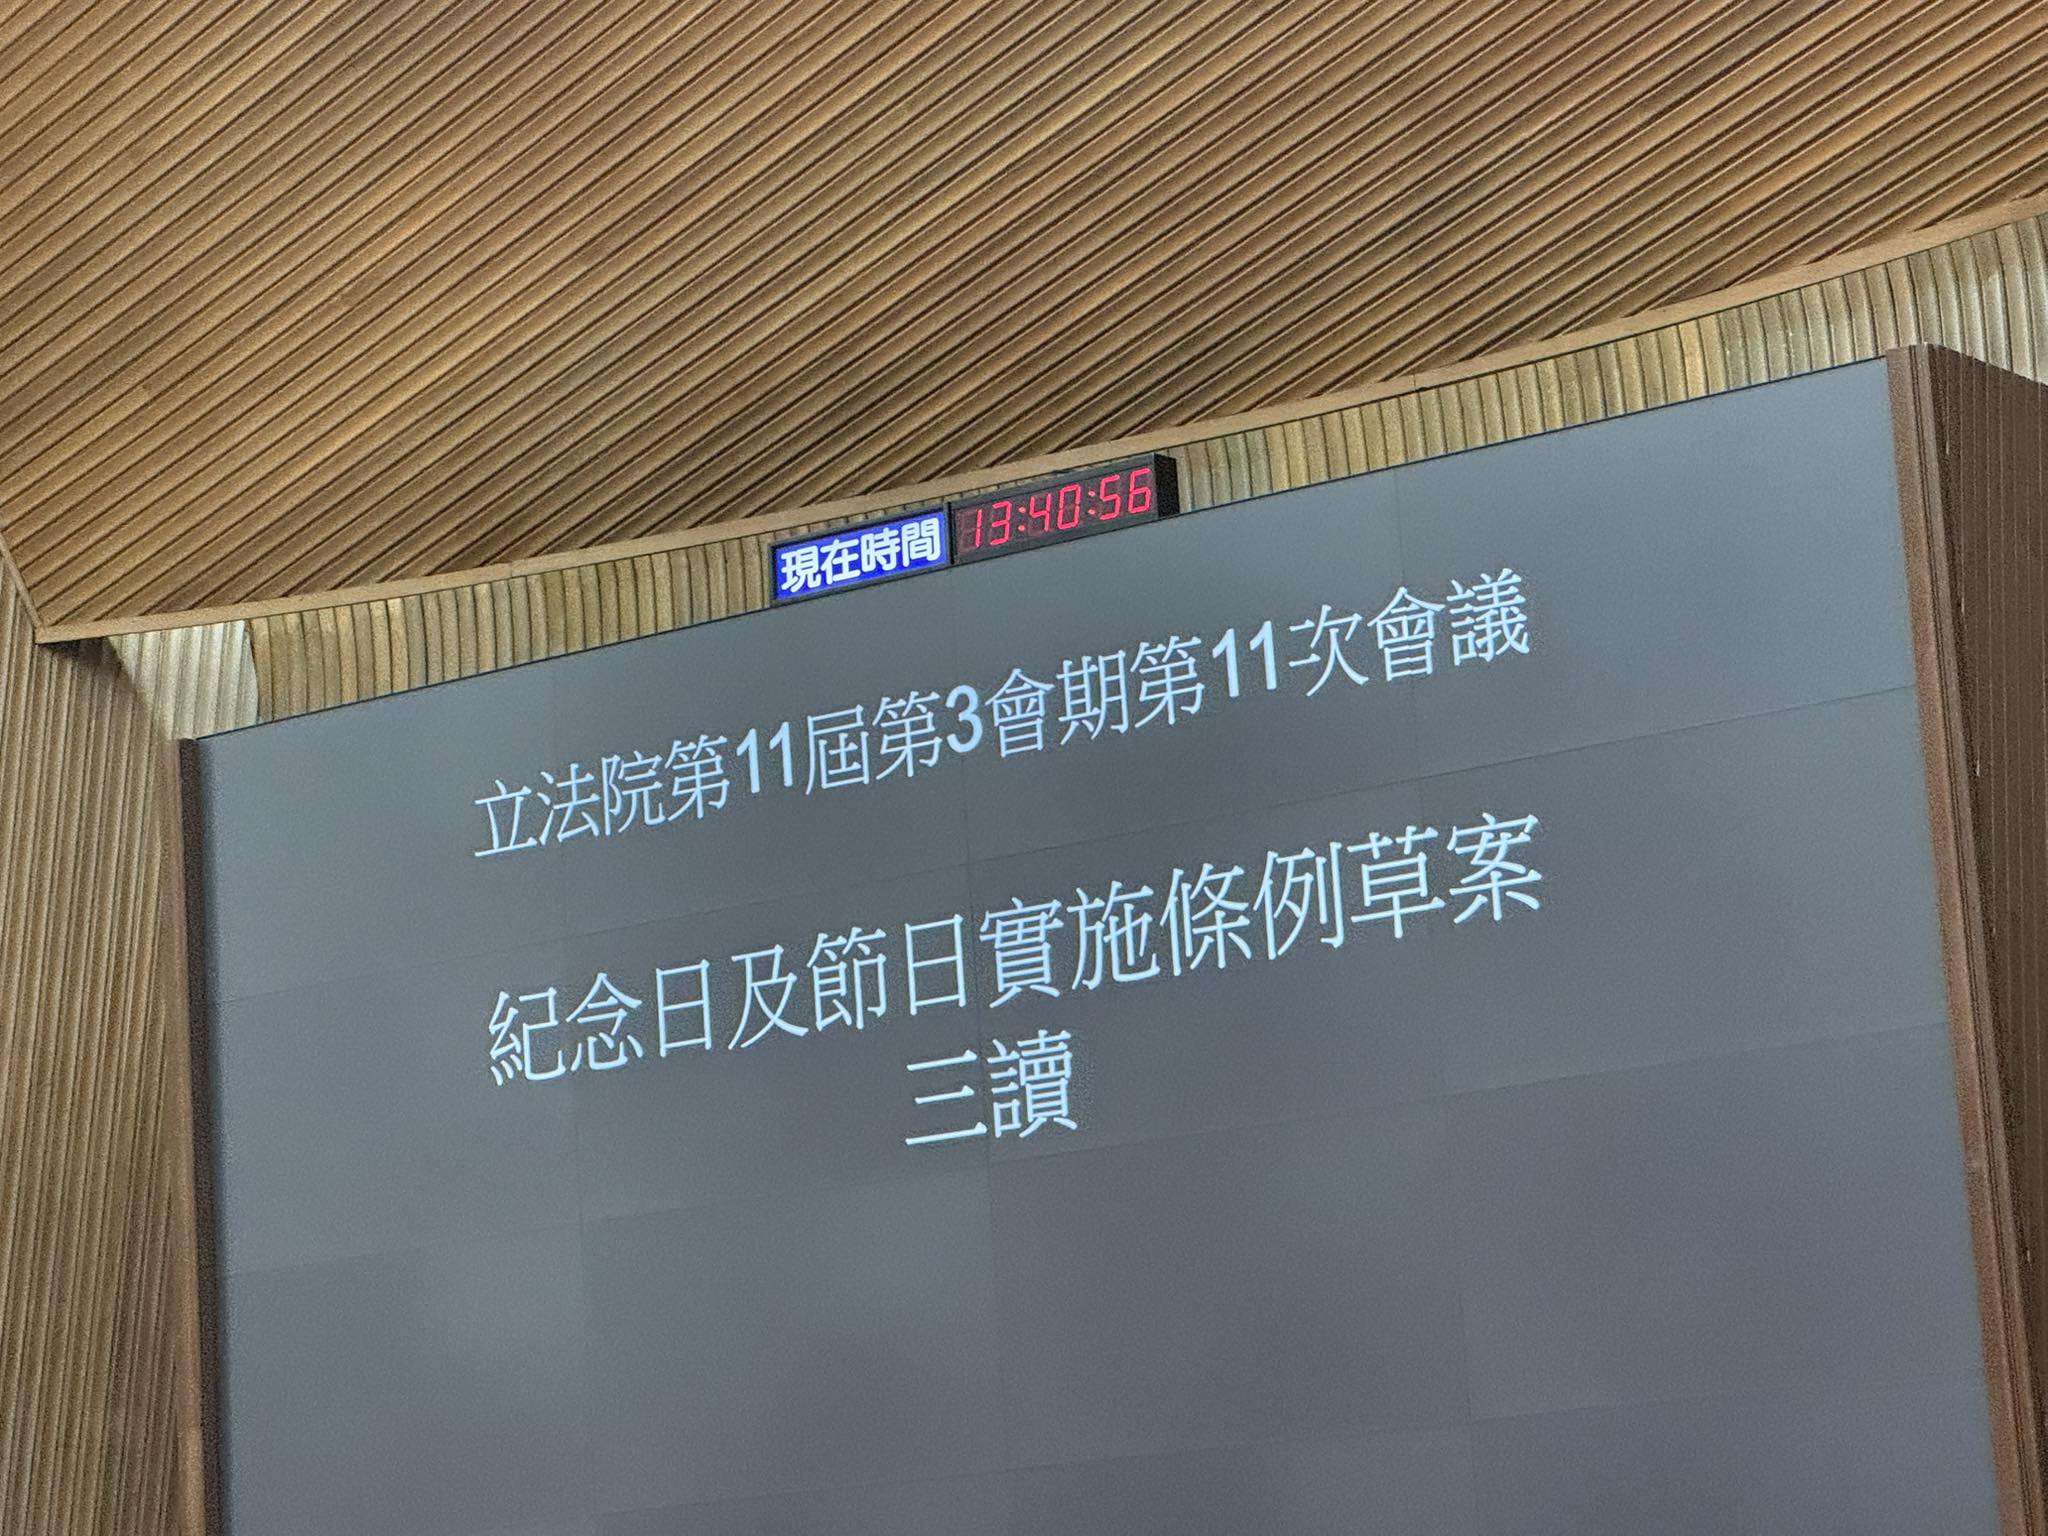 現在時間 13:40:56
立法院第11屆第3會期第11次會議
紀念日及節日實施條例草案
三讀